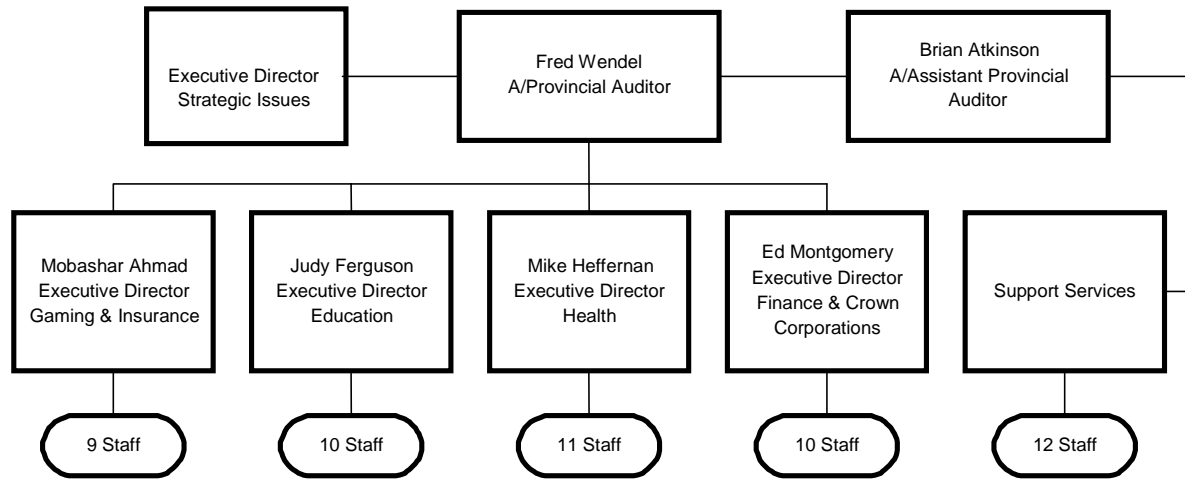 Executive Director
Strategic Issues
Fred Wendel
A/Provincial Auditor
Brian Atkinson
A/Assistant Provincial
Auditor
Mobashar Ahmad
Executive Director
Gaming & Insurance
Judy Ferguson
Executive Director
Education
Mike Heffernan
Executive Director
Health
Ed Montgomery
Executive Director
Finance & Crown
Corporations
Support Services
9 Staff
10 Staff
11 Staff
10 Staff
12 Staff